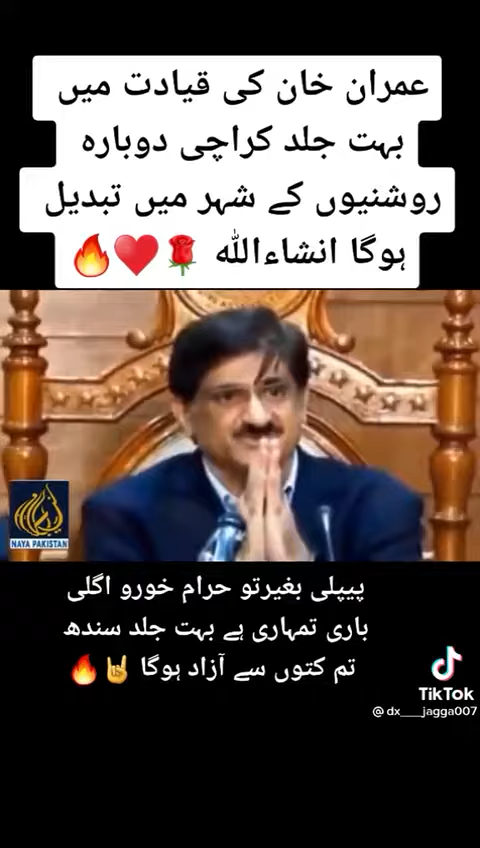 عمران خان کی قیادت میں
بہت جلد کراچی دوبارہ
روشنیوں کے شہر میں تبدیل
ہوگا انشاءاللہ 🌹♥️🔥
NAYA PAKISTAN
پیپلی بغیرتو حرام خورو اگلی
باری تمہاری ہے بہت جلد سندھ
تم کتوں سے آزاد ہوگا 🤘🔥
TikTok
@dx___jagga007